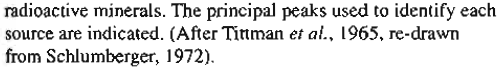 radioactive minerals. The principal peaks used to identify each
source are indicated. (After Tittman et al., 1965, re-drawn
from Schlumberger, 1972).